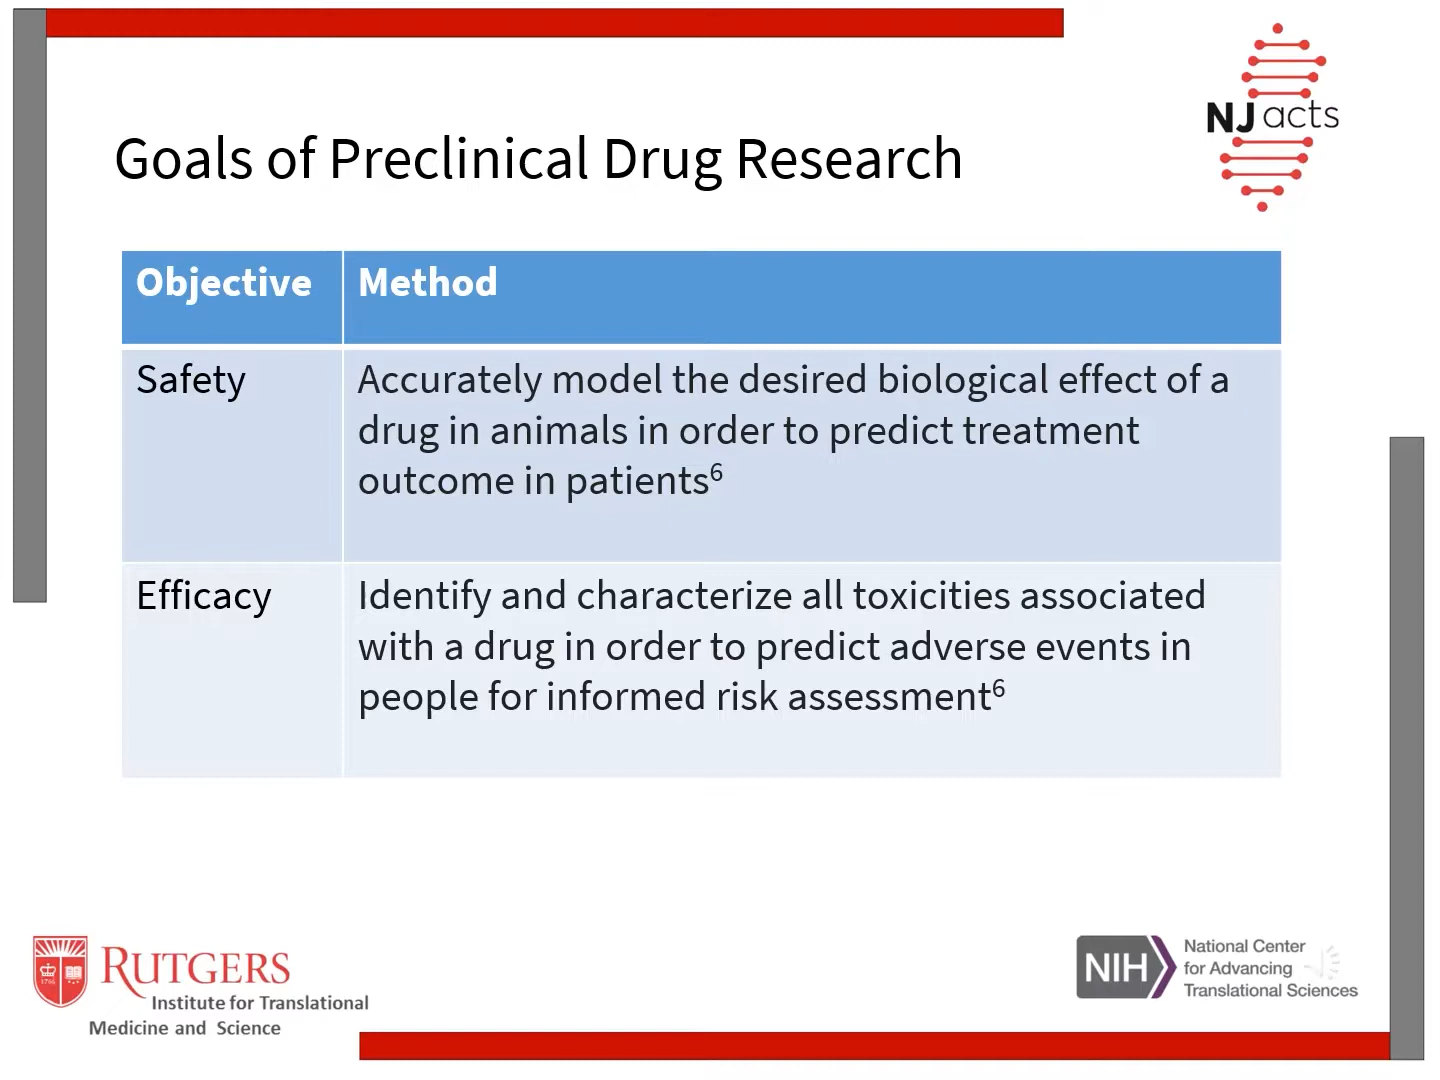 NJ acts
Goals of Preclinical Drug Research
Objective
Method
Safety
Accurately model the desired biological effect of a
drug in animals in order to predict treatment
outcome in patients⁶
Efficacy
Identify and characterize all toxicities associated
with a drug in order to predict adverse events in
people for informed risk assessment⁶
1766
RUTGERS
Institute for Translational
Medicine and Science
NIH
National Center
for Advancing
Translational Sciences